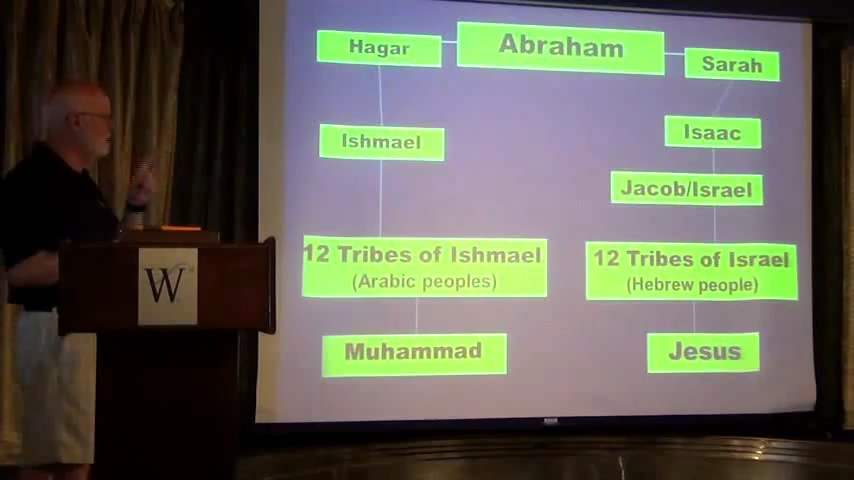 Hagar
Abraham
Sarah
Ishmael
Isaac
Jacob/Israel
12 Tribes of Ishmael
(Arabic peoples)
12 Tribes of Israel
(Hebrew people)
Muhammad
Jesus
W